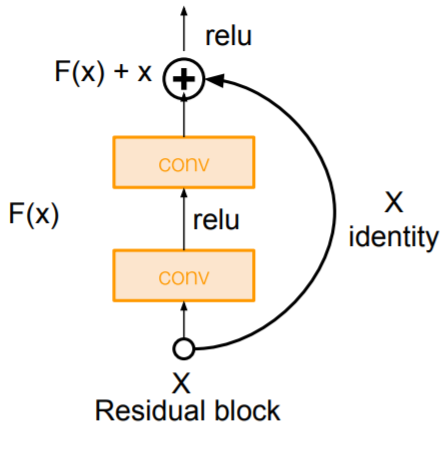 relu
F(x) + x
conv
F(x)
relu
X
identity
conv
X
Residual block